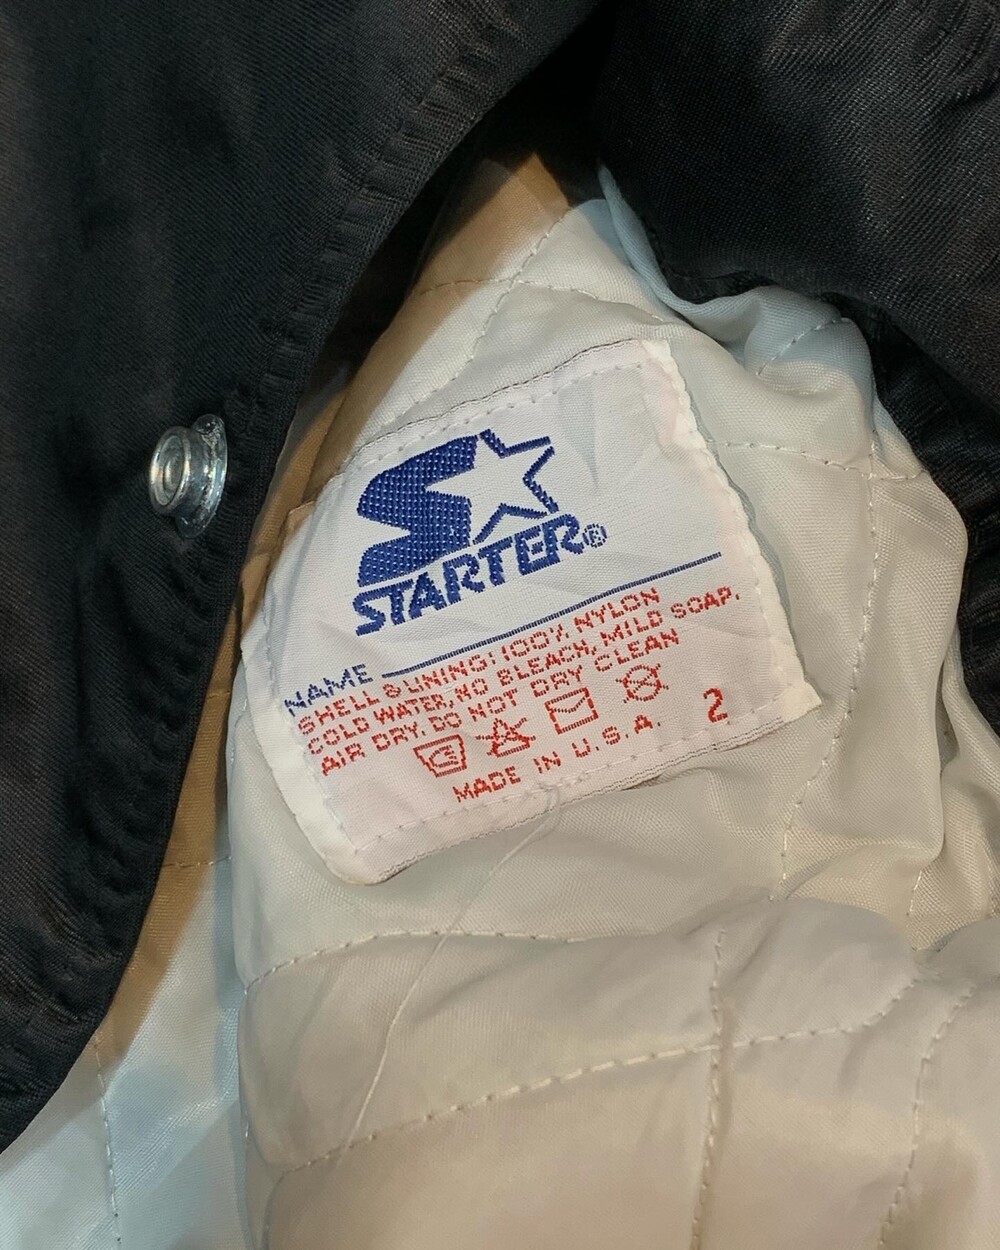 STARTER®
NAME
SHELL & LINING: 100% NYLON
COLD WATER, NO BLEACH, MILD SOAP.
AIR DRY. DO NOT DRY CLEAN
2
MADE IN U.S.A.